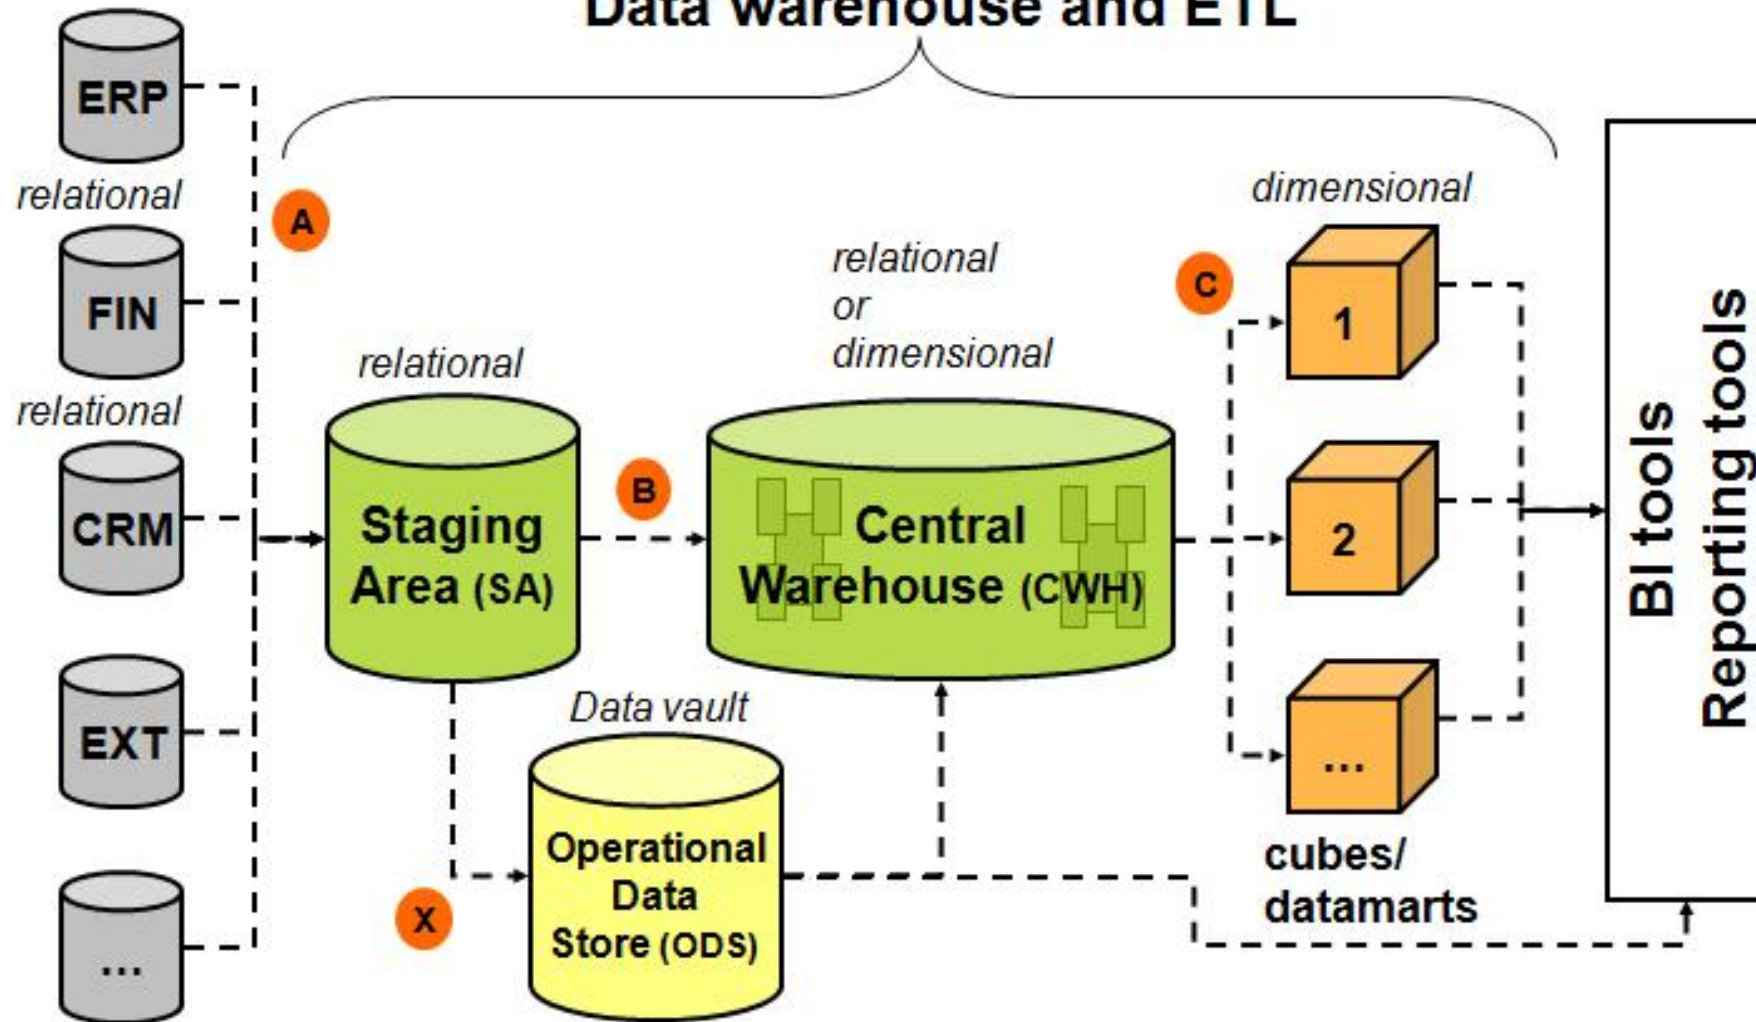 Data warehouse and ETL
ERP
relational
FIN
relational
CRM
EXT
...
A
relational
Staging
Area (SA)
B
relational
or
dimensional
Central
Warehouse (CWH)
X
Data vault
Operational
Data
Store (ODS)
C
dimensional
1
2
...
cubes/
datamarts
BI tools
Reporting tools